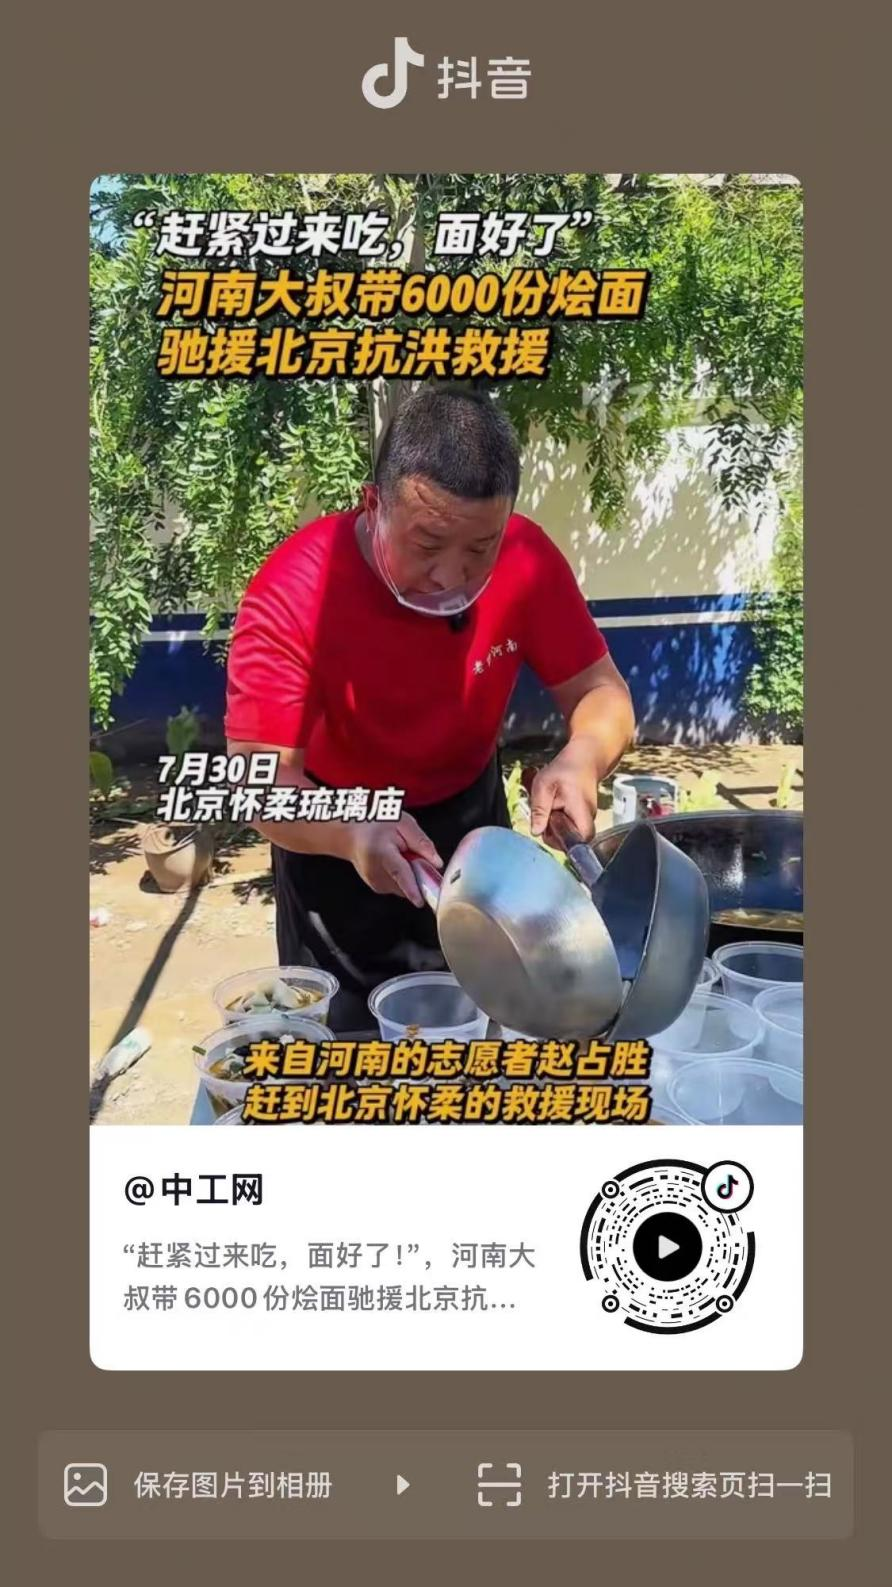 抖音
“赶紧过来吃，面好了”
河南大叔带6000份烩面
驰援北京抗洪救援
7月30日
北京怀柔琉璃庙
来自河南的志愿者赵占胜
赶到北京怀柔的救援现场
@中工网
“赶紧过来吃，面好了!”，河南大
叔带6000份烩面驰援北京抗...
保存图片到相册
打开抖音搜索页扫一扫